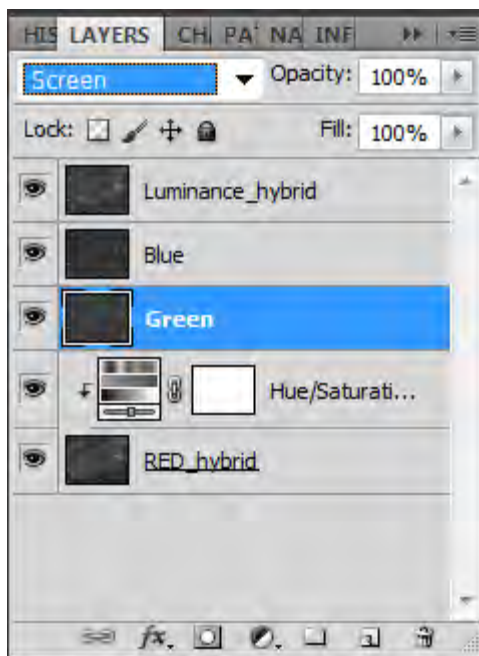 HIS LAYERS CH PA NA INF
Screen Opacity: 100%
Lock: Fill: 100%
Luminance_hybrid
Blue
Green
Hue/Saturati...
RED_hybrid
fx.